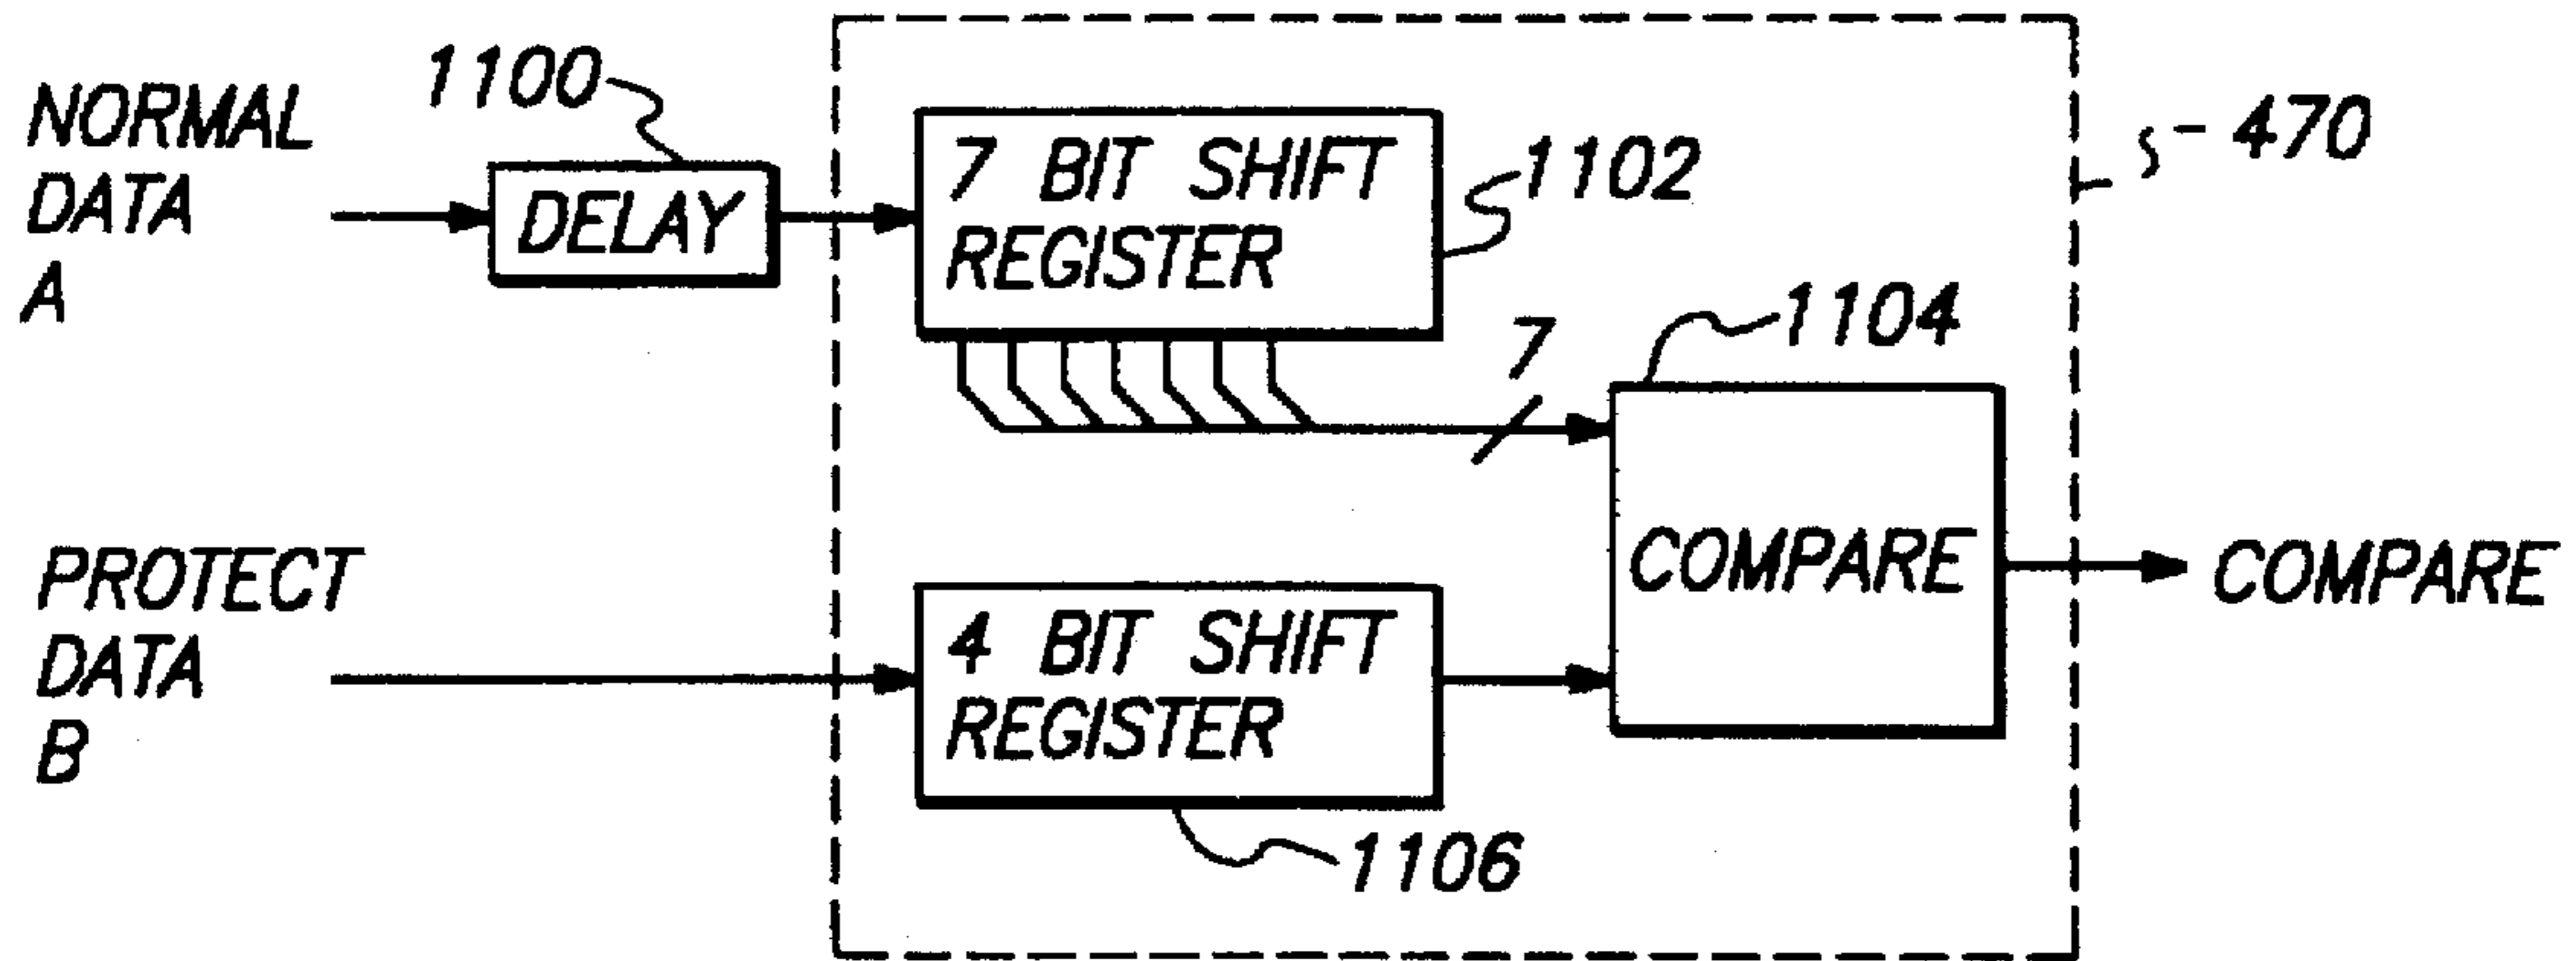 NORMAL
DATA
A
1100
DELAY
7 BIT SHIFT
REGISTER
1102
470
7
1104
COMPARE
COMPARE
PROTECT
DATA
B
4 BIT SHIFT
REGISTER
1106